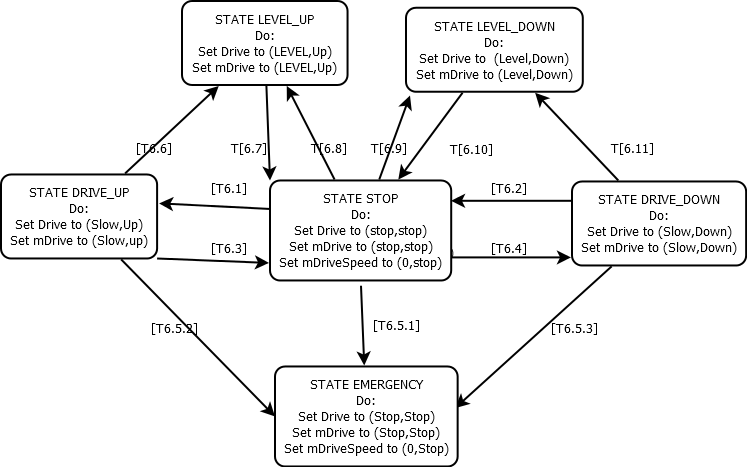 STATE LEVEL_UP
Do:
Set Drive to (LEVEL,Up)
Set mDrive to (LEVEL,Up)
STATE LEVEL_DOWN
Do:
Set Drive to  (Level,Down)
Set mDrive to (Level,Down)
[T6.6]
T[6.7]
T[6.8]
T[6.9]
T[6.10]
T[6.11]
STATE DRIVE_UP
Do:
Set Drive to (Slow,Up)
Set mDrive to (Slow,up)
[T6.1]
[T6.3]
STATE STOP
Do:
Set Drive to (stop,stop)
Set mDrive to (stop,stop)
Set mDriveSpeed to (0,stop)
[T6.2]
[T6.4]
STATE DRIVE_DOWN
Do:
Set Drive to (Slow,Down)
Set mDrive to (Slow,Down)
[T6.5.2]
[T6.5.1]
[T6.5.3]
STATE EMERGENCY
Do:
Set Drive to (Stop,Stop)
Set mDrive to (Stop,Stop)
Set mDriveSpeed to (0,Stop)